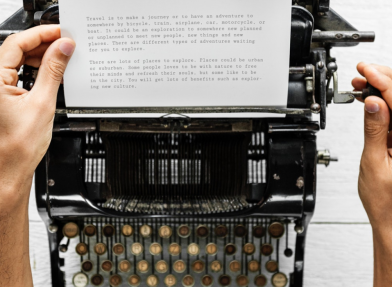 Travel is to make a journey or to have an adventure to
somewhere by bicycle, train, airplane, car, motorcycle, or
boat. It could be an exploration to somewhere new planned
or unplanned to meet new people, new things and new
places. There are different types of adventures waiting
for you to explore
There are lots of places to explore. Places could be urban
or suburban. Some people loves to be with nature to free
their minds and refresh their souls, but some like to be
in the city. You will get lots of benefits such as explor-
ing new culture.